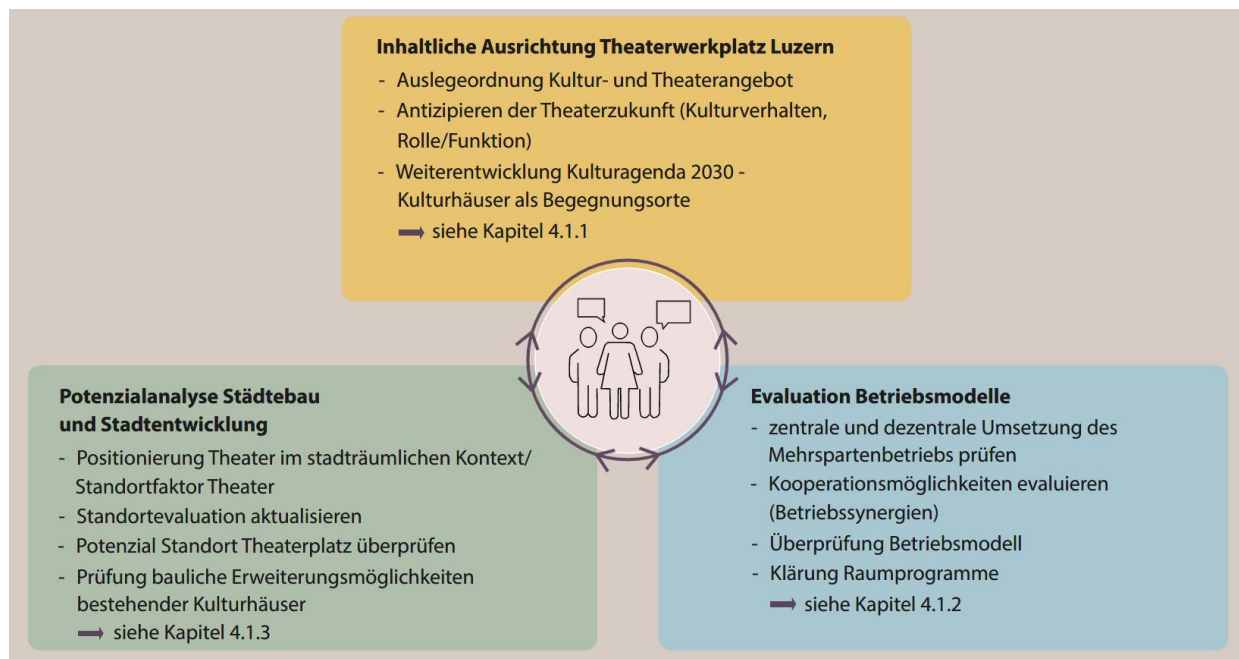 Inhaltliche Ausrichtung Theaterwerkplatz Luzern
- Auslegeordnung Kultur- und Theaterangebot
- Antizipieren der Theaterzukunft (Kulturverhalten,
Rolle/Funktion)
- Weiterentwicklung Kulturagenda 2030 -
Kulturhäuser als Begegnungsorte
siehe Kapitel 4.1.1
Potenzialanalyse Städtebau
und Stadtentwicklung
- Positionierung Theater im stadträumlichen Kontext/
Standortfaktor Theater
- Standortevaluation aktualisieren
- Potenzial Standort Theaterplatz überprüfen
- Prüfung bauliche Erweiterungsmöglichkeiten
bestehender Kulturhäuser
siehe Kapitel 4.1.3
Evaluation Betriebsmodelle
- zentrale und dezentrale Umsetzung des
Mehrspartenbetriebs prüfen
- Kooperationsmöglichkeiten evaluieren
(Betriebssynergien)
- Überprüfung Betriebsmodell
- Klärung Raumprogramme
siehe Kapitel 4.1.2